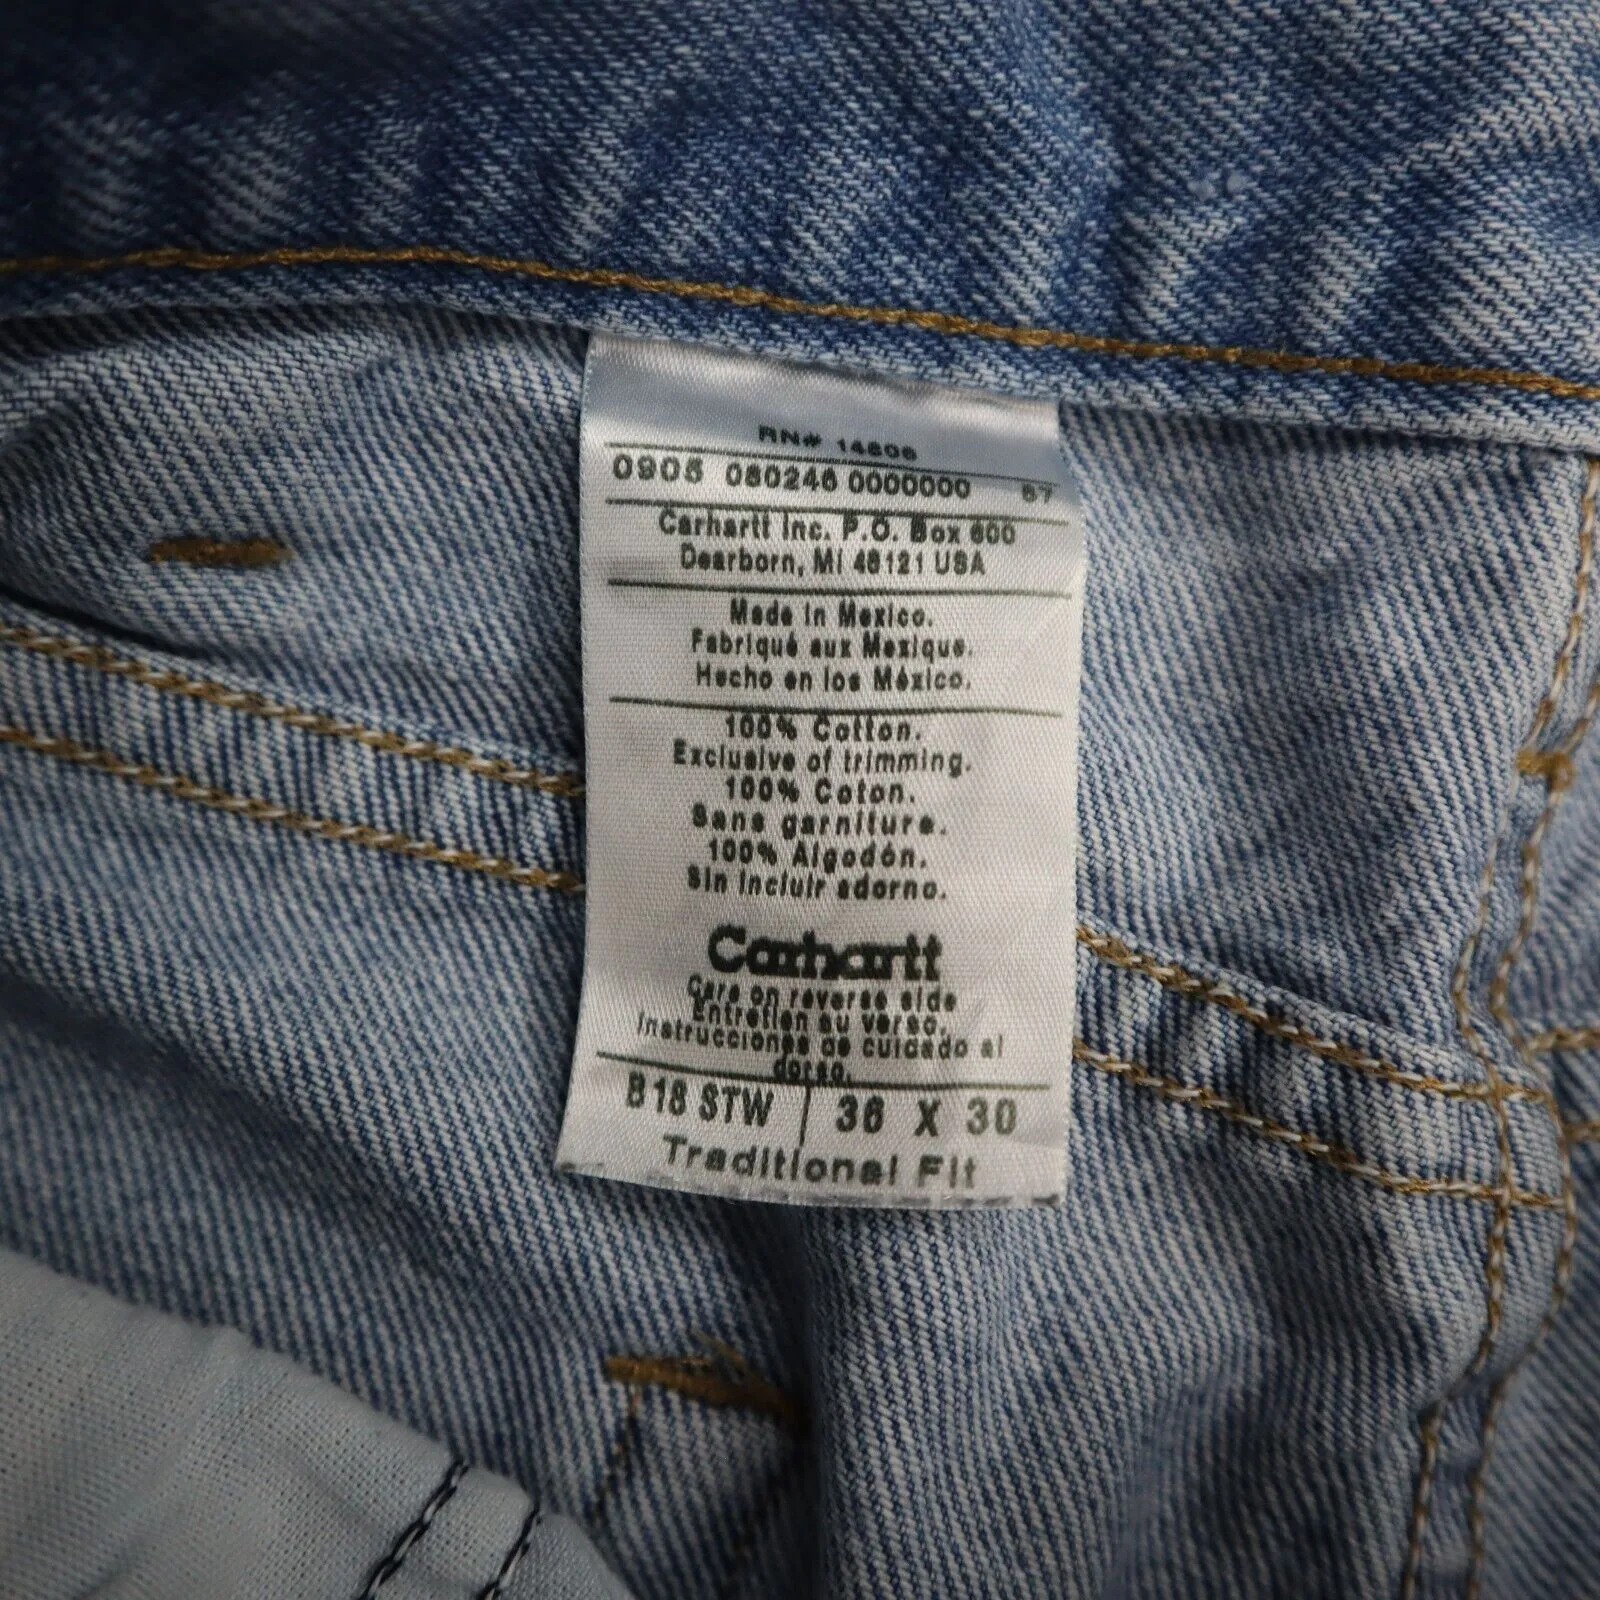 RN# 14806
0905 080246 0000000 67
Carhartt Inc. P.O. Box 600
Dearborn, MI 48121 USA
Made in Mexico.
Fabriqué aux Mexique.
Hecho en los México.
100% Cotton.
Exclusive of trimming.
100% Coton.
Sans garniture.
100% Algodón.
Sin incluir adorno.
Carhartt
Care on reverse side
Entretien au verso.
Instrucciones de cuidado al
dorso.
B18 STW 36 X 30
Traditional Fit